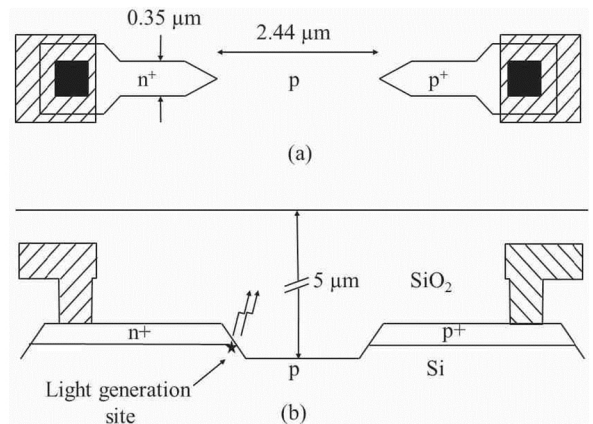 0.35 µm
2.44 µm
n+
p
p+
(a)
5 µm
SiO2
n+
p+
p
Si
Light generation
site
(b)